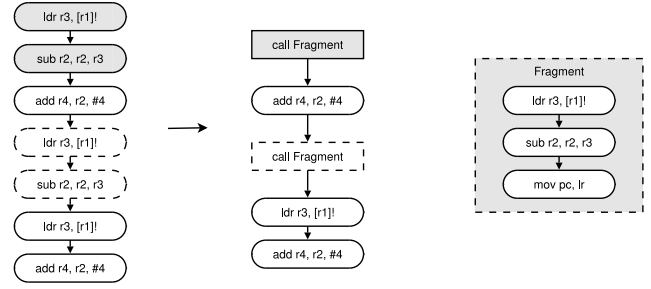 ldr r3, [r1]!
sub r2, r2, r3
add r4, r2, #4
ldr r3, [r1]!
sub r2, r2, r3
ldr r3, [r1]!
add r4, r2, #4
call Fragment
add r4, r2, #4
call Fragment
ldr r3, [r1]!
add r4, r2, #4
Fragment
ldr r3, [r1]!
sub r2, r2, r3
mov pc, lr